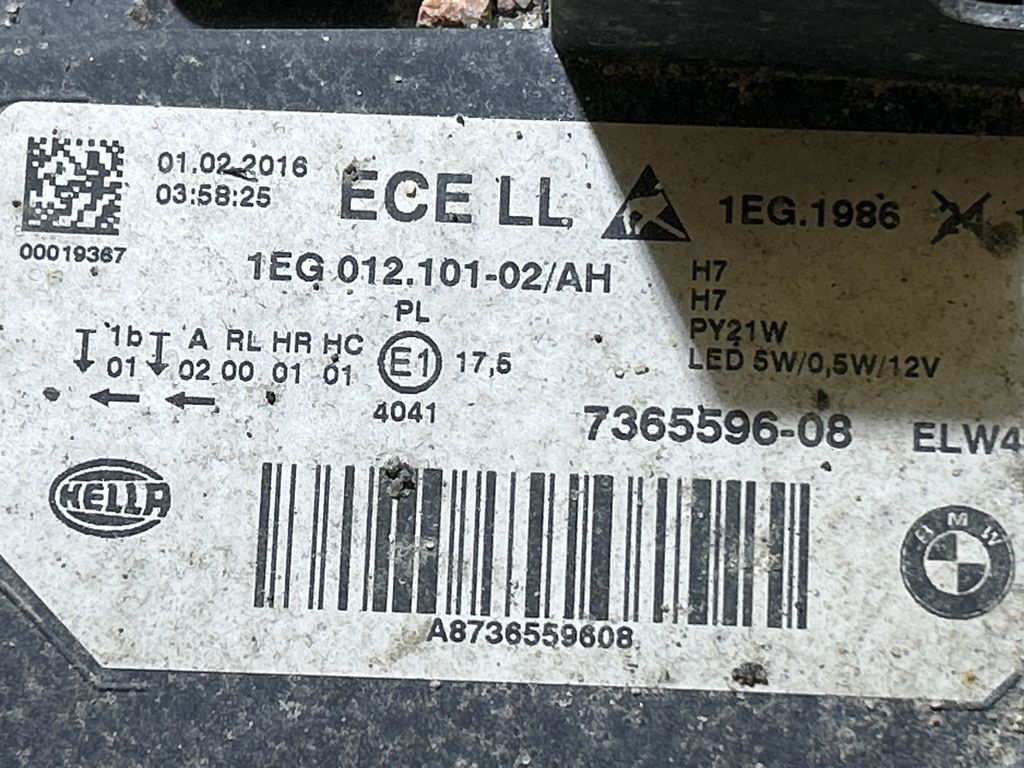 01.02.2016
03:58:25
00019367
ECE LL
1EG.1986
1EG 012.101-02/AH
H7
H7
PY21W
LED 5W/0,5W/12V
PL
1b A RL HR HC
01 02 00 01 01
E1 17,5
4041
7365596-08 ELW4
HELLA
BMW
A8736559608